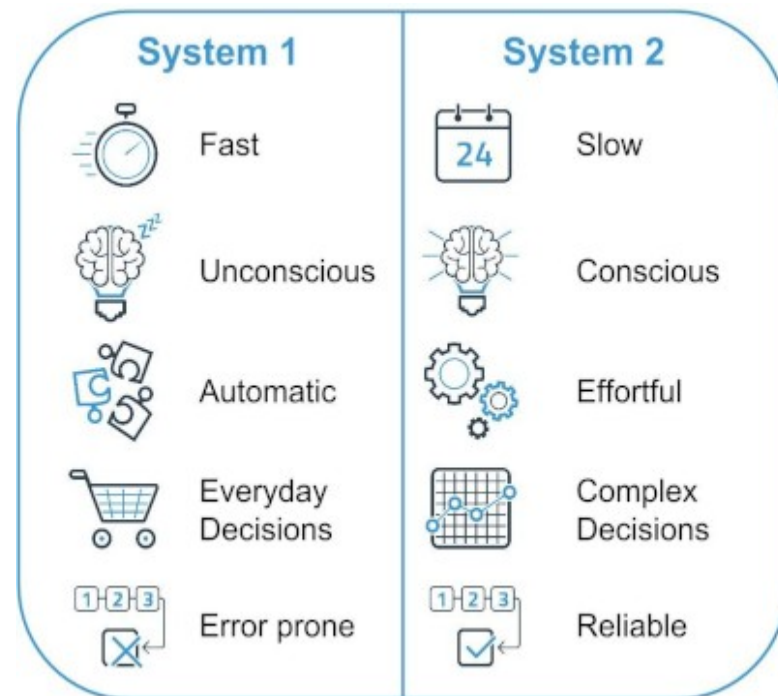 System 1
Fast
zzz
Unconscious
Automatic
Everyday
Decisions
1 2 3
Error prone
System 2
24
Slow
Conscious
Effortful
Complex
Decisions
1 2 3
Reliable